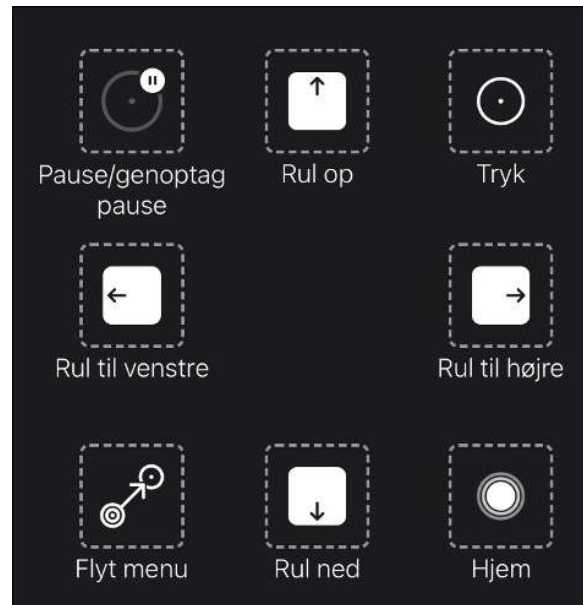 Pause/genoptag
pause
Rul op
Tryk
Rul til venstre
Rul til højre
Flyt menu
Rul ned
Hjem